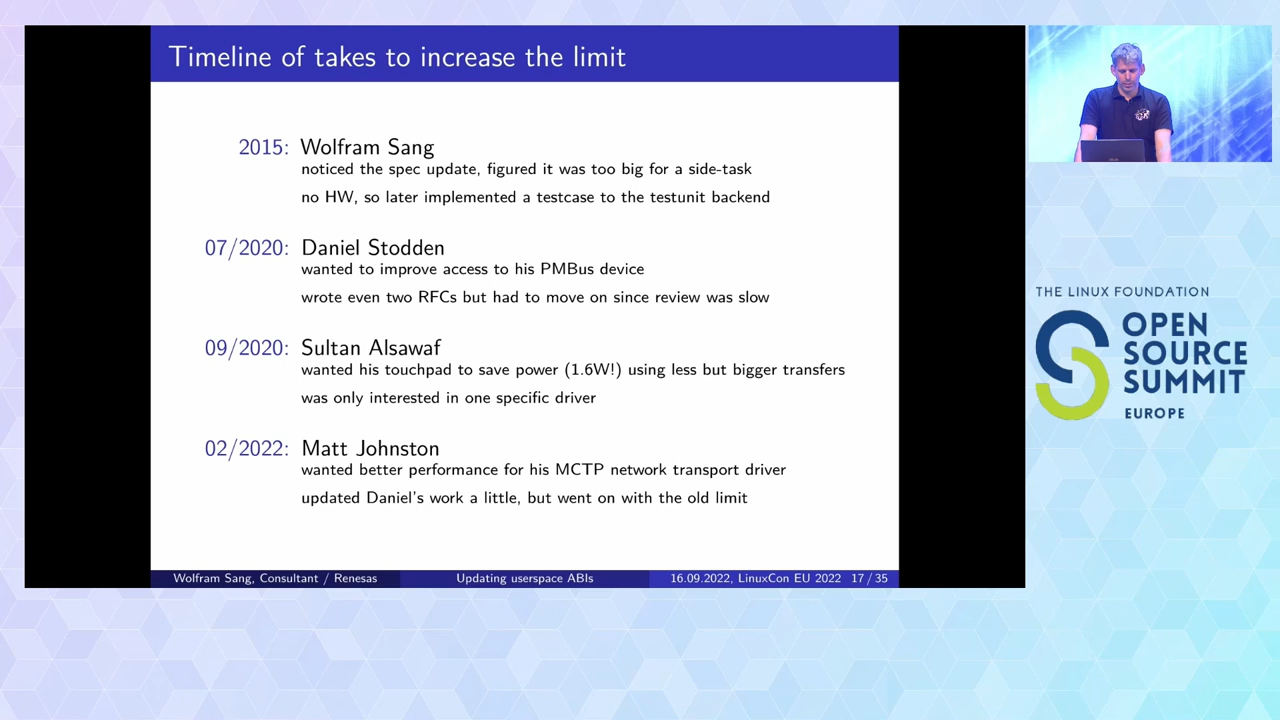 Timeline of takes to increase the limit
2015: Wolfram Sang
noticed the spec update, figured it was too big for a side-task
no HW, so later implemented a testcase to the testunit backend
07/2020: Daniel Stodden
wanted to improve access to his PMBus device
wrote even two RFCs but had to move on since review was slow
09/2020: Sultan Alsawaf
wanted his touchpad to save power (1.6W!) using less but bigger transfers
was only interested in one specific driver
02/2022: Matt Johnston
wanted better performance for his MCTP network transport driver
updated Daniel's work a little, but went on with the old limit
Wolfram Sang, Consultant / Renesas
Updating userspace ABIs
16.09.2022, LinuxCon EU 2022 17 / 35
THE LINUX FOUNDATION
OPEN
SOURCE
SUMMIT
EUROPE